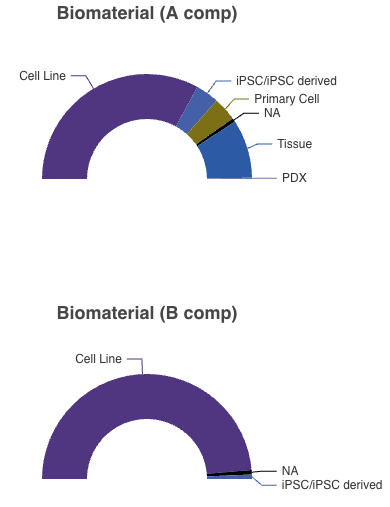 Biomaterial (A comp)
Cell Line
iPSC/iPSC derived
Primary Cell
NA
Tissue
PDX
Biomaterial (B comp)
Cell Line
NA
iPSC/iPSC derived